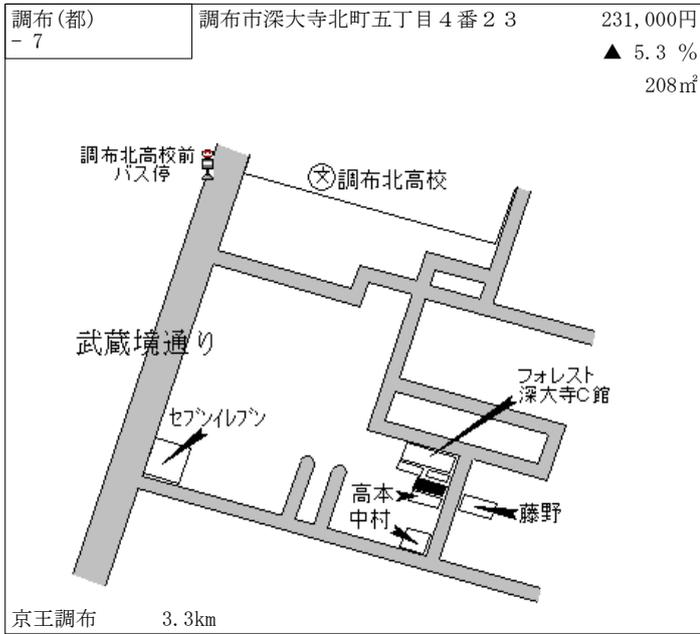 調布(都) 調布市深大寺北町五丁目４番２３ 231,000円
－ 7 ▲ 5.3 %
208㎡
調布北高校前
バス停
文 調布北高校
武蔵境通り
フォレスト
深大寺C館
セブンイレブン
高本
中村
藤野
京王調布 3.3km